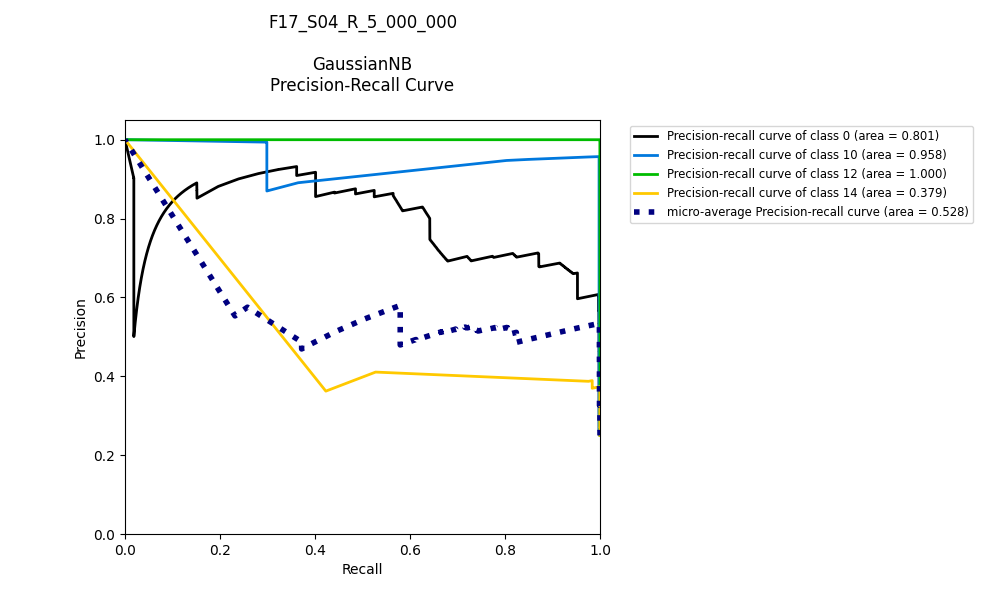 F17_S04_R_5_000_000
GaussianNB
Precision-Recall Curve
Precision
1.0
0.8
0.6
0.4
0.2
0.0
0.0 0.2 0.4 0.6 0.8 1.0
Recall
Precision-recall curve of class 0 (area = 0.801)
Precision-recall curve of class 10 (area = 0.958)
Precision-recall curve of class 12 (area = 1.000)
Precision-recall curve of class 14 (area = 0.379)
micro-average Precision-recall curve (area = 0.528)